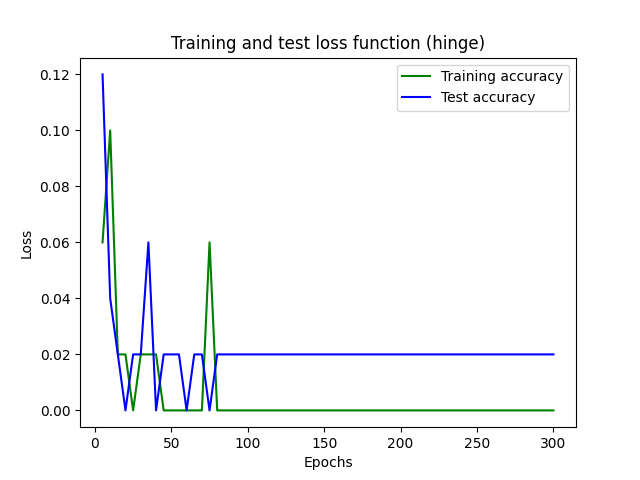 Training and test loss function (hinge)
Training accuracy
Test accuracy
0.12
0.10
0.08
0.06
0.04
0.02
0.00
Loss
0 50 100 150 200 250 300
Epochs